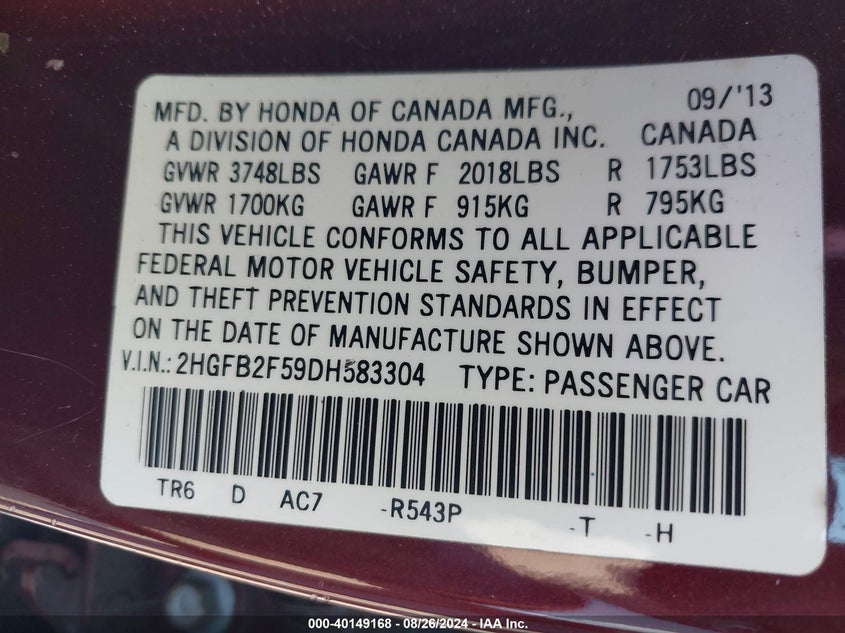 MFD. BY HONDA OF CANADA MFG., 09/'13
A DIVISION OF HONDA CANADA INC. CANADA
GVWR 3748LBS GAWR F 2018LBS R 1753LBS
GVWR 1700KG GAWR F 915KG R 795KG
THIS VEHICLE CONFORMS TO ALL APPLICABLE
FEDERAL MOTOR VEHICLE SAFETY, BUMPER,
AND THEFT PREVENTION STANDARDS IN EFFECT
ON THE DATE OF MANUFACTURE SHOWN ABOVE.
V.I.N.: 2HGFB2F59DH583304 TYPE: PASSENGER CAR
TR6 D AC7 -R543P -T -H
000-40149168 - 08/26/2024 - IAA Inc.